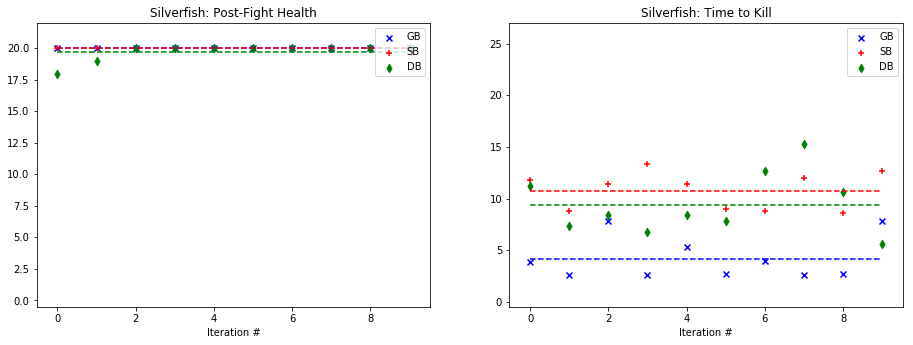 Silverfish: Post-Fight Health
20.0
17.5
15.0
12.5
10.0
7.5
5.0
2.5
0.0
0 2 4 6 8
Iteration #
GB
SB
DB
Silverfish: Time to Kill
25
20
15
10
5
0
0 2 4 6 8
Iteration #
GB
SB
DB